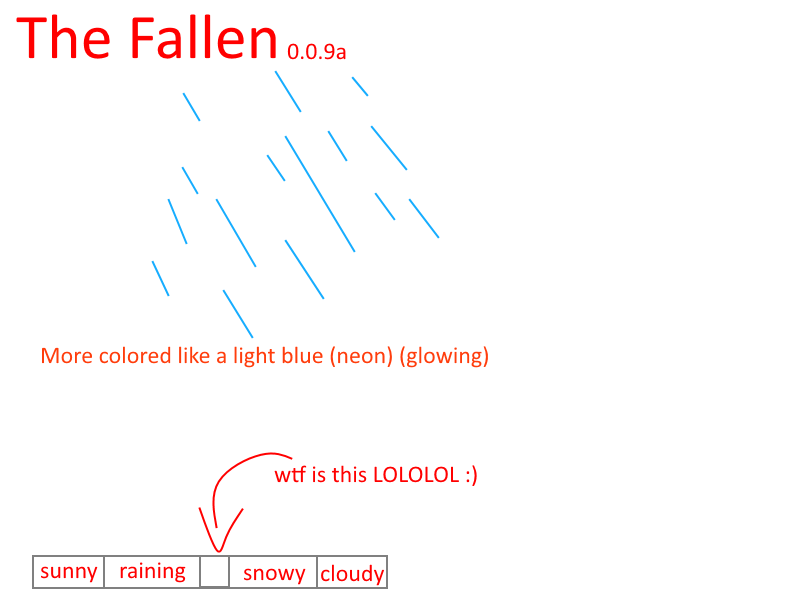 The Fallen 0.0.9a
More colored like a light blue (neon) (glowing)
wtf is this LOLOLOL :)
sunny raining snowy cloudy